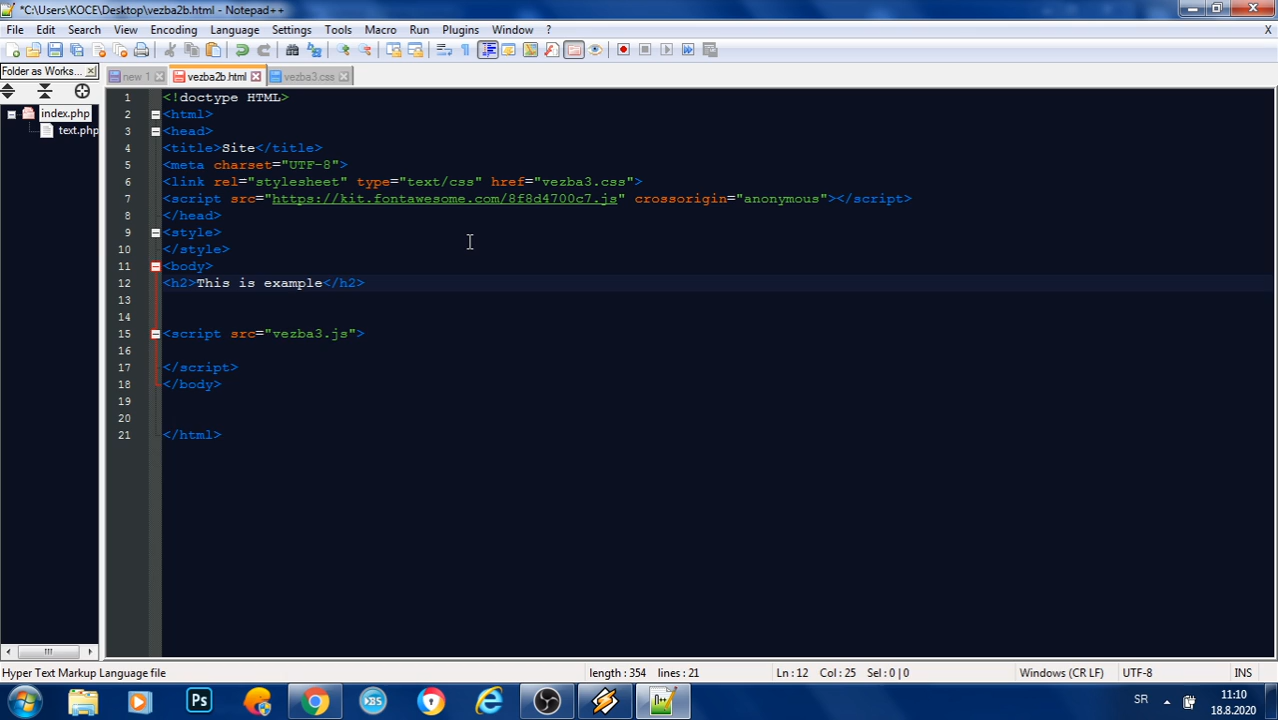 *C:\Users\KOCE\Desktop\vezba2b.html - Notepad++
File Edit Search View Encoding Language Settings Tools Macro Run Plugins Window ?
X
Folder as Works...
new 1
vezba2b.html
vezba3.css
index.php
text.php
1 <!doctype HTML>
2 <html>
3 <head>
4 <title>Site</title>
5 <meta charset="UTF-8">
6 <link rel="stylesheet" type="text/css" href="vezba3.css">
7 <script src="https://kit.fontawesome.com/8f8d4700c7.js" crossorigin="anonymous"></script>
8 </head>
9 <style>
10 </style>
11 <body>
12 <h2>This is example</h2>
13
14
15 <script src="vezba3.js">
16
17 </script>
18 </body>
19
20
21 </html>
Hyper Text Markup Language file
length : 354 lines : 21
Ln : 12 Col : 25 Sel : 0 | 0
Windows (CR LF)
UTF-8
INS
Ps
SR
11:10
18.8.2020